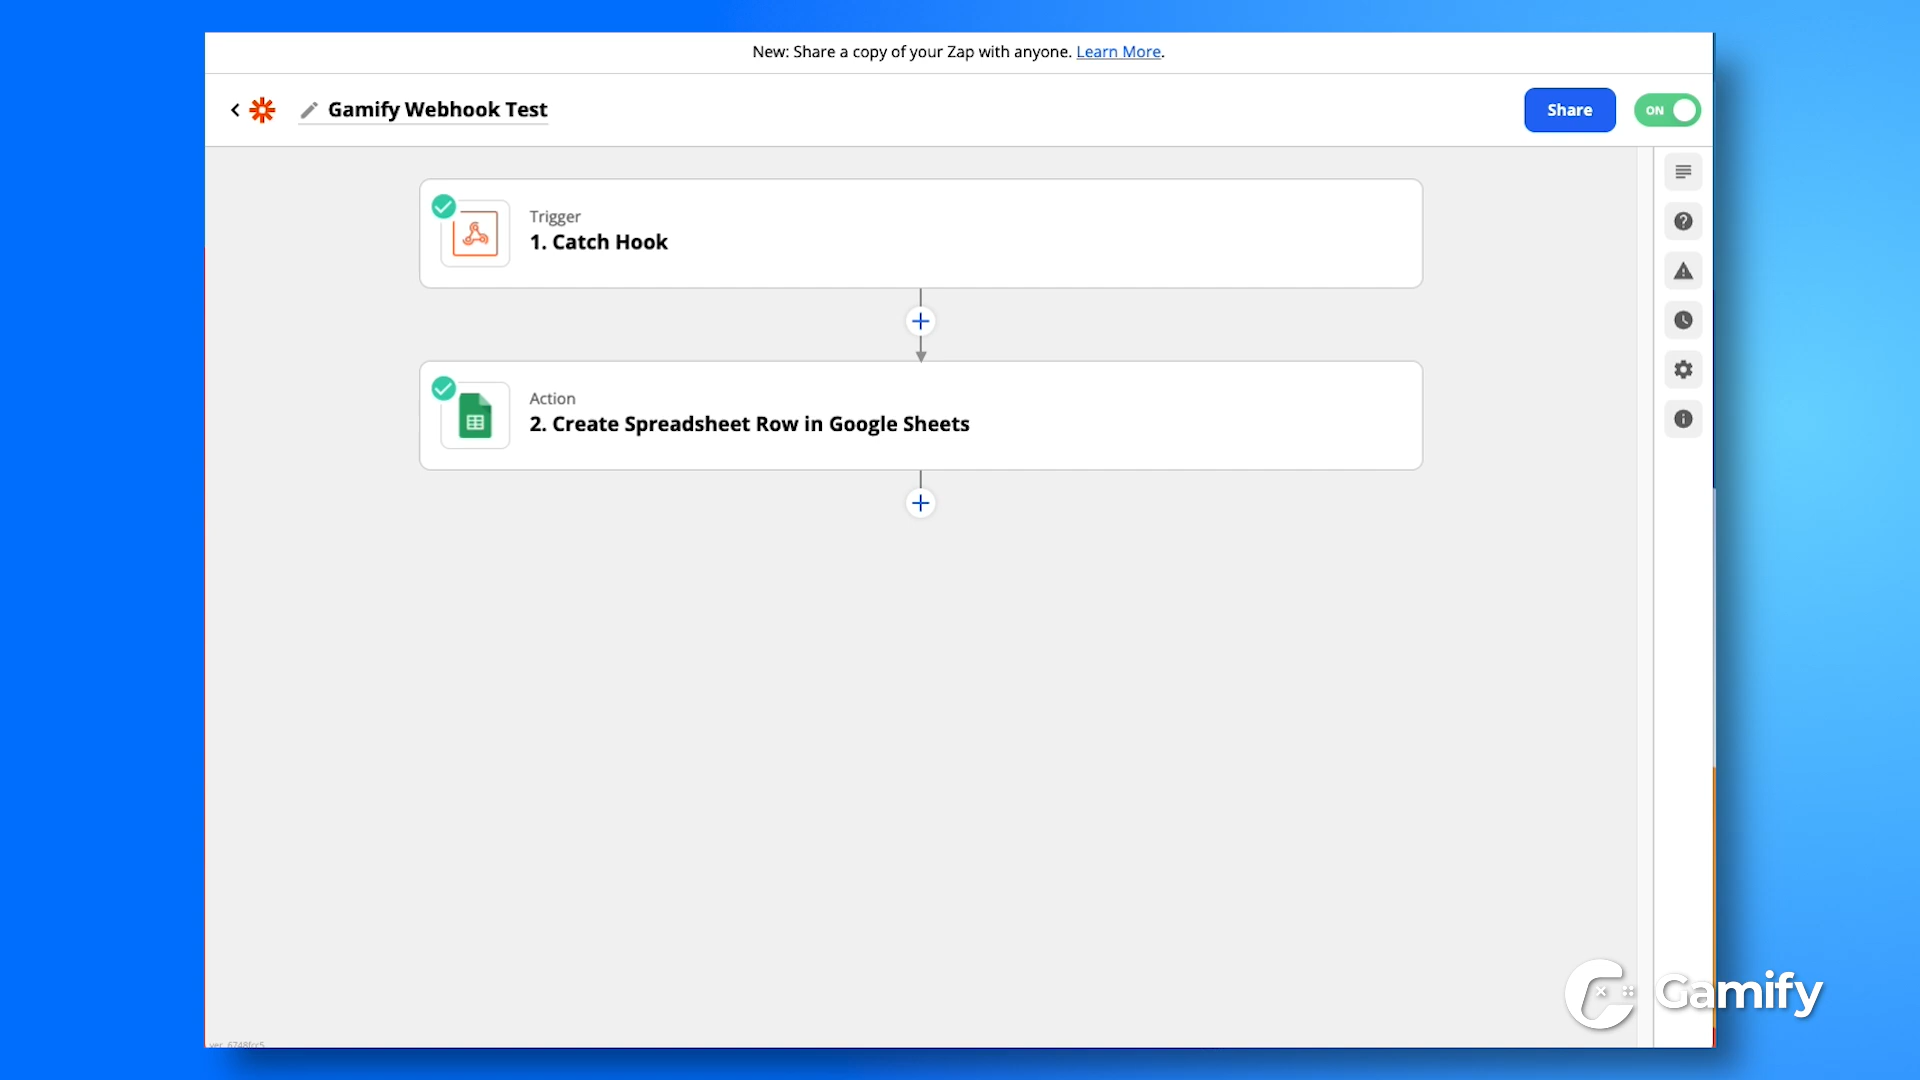 New: Share a copy of your Zap with anyone. Learn More.
Gamify Webhook Test
Share
ON
Trigger
1. Catch Hook
Action
2. Create Spreadsheet Row in Google Sheets
Gamify